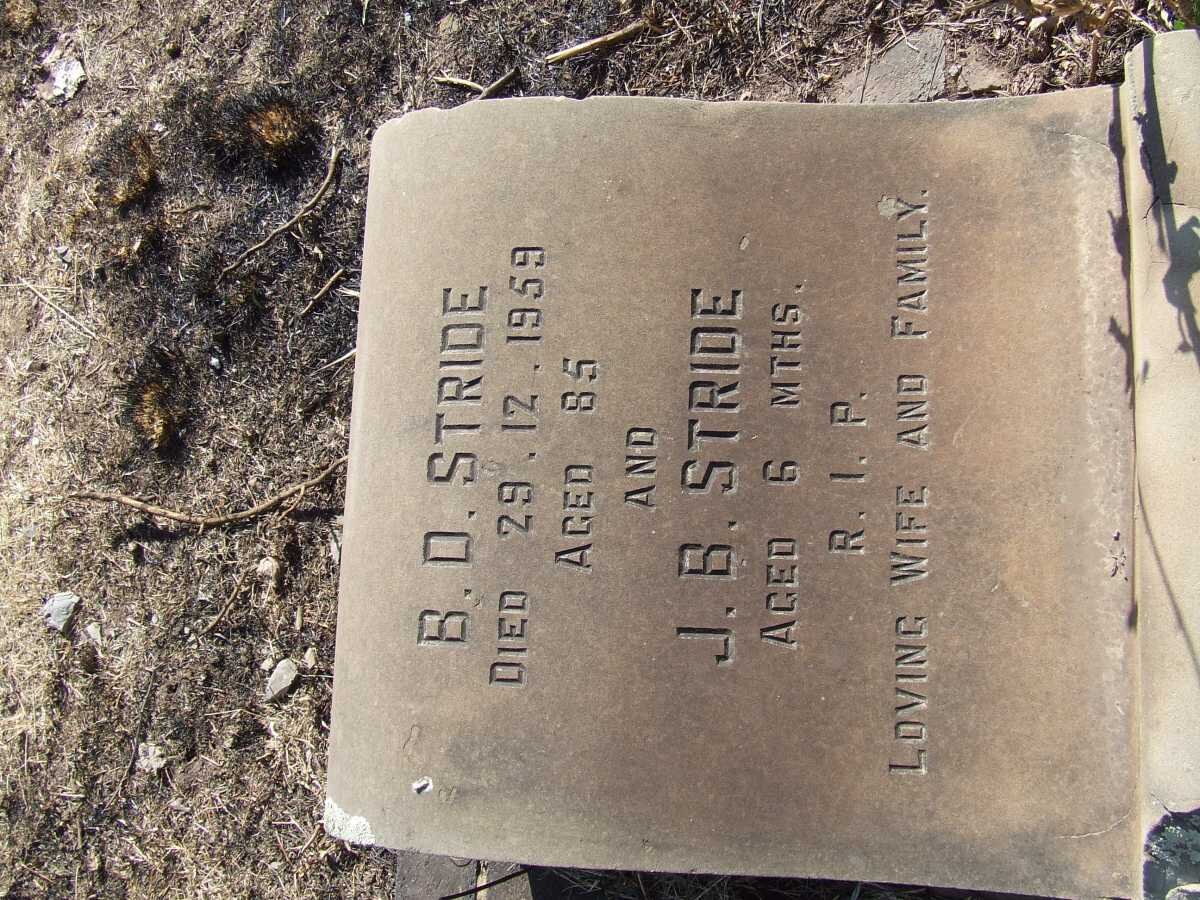 B. D. STRIDE
DIED 29.12.1959
AGED 85
AND
J. B. STRIDE
AGED 6 MTHS.
R. I. P.
LOVING WIFE AND FAMILY.